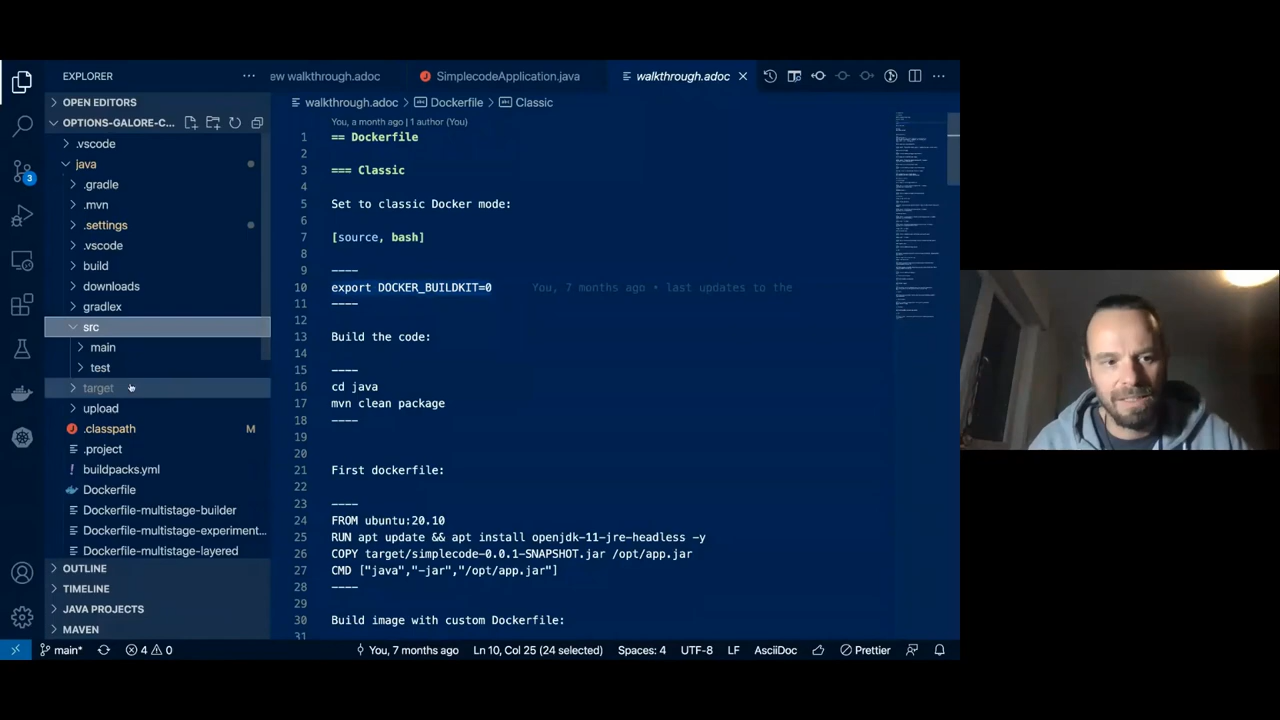 EXPLORER
ew walkthrough.adoc
SimplecodeApplication.java
walkthrough.adoc
OPEN EDITORS
walkthrough.adoc > Dockerfile > Classic
OPTIONS-GALORE-C...
You, a month ago | 1 author (You)
.vscode
java
.gradle
.mvn
.settin
.vscode
build
downloads
gradle
src
main
test
target
upload
.classpath M
.project
buildpacks.yml
Dockerfile
Dockerfile-multistage-builder
Dockerfile-multistage-experiment...
Dockerfile-multistage-layered
OUTLINE
TIMELINE
JAVA PROJECTS
MAVEN
3
1 == Dockerfile
2
3 === Classic
4
5 Set to classic Docker mode:
6
7 [source, bash]
8
9 ----
10 export DOCKER_BUILDKIT=0 You, 7 months ago • last updates to the
11 ----
12
13 Build the code:
14
15 ----
16 cd java
17 mvn clean package
18 ----
19
20
21 First dockerfile:
22
23 ----
24 FROM ubuntu:20.10
25 RUN apt update && apt install openjdk-11-jre-headless -y
26 COPY target/simplecode-0.0.1-SNAPSHOT.jar /opt/app.jar
27 CMD ["java","-jar","/opt/app.jar"]
28 ----
29
30 Build image with custom Dockerfile:
31
main* 4 0 You, 7 months ago Ln 10, Col 25 (24 selected) Spaces: 4 UTF-8 LF AsciiDoc Prettier